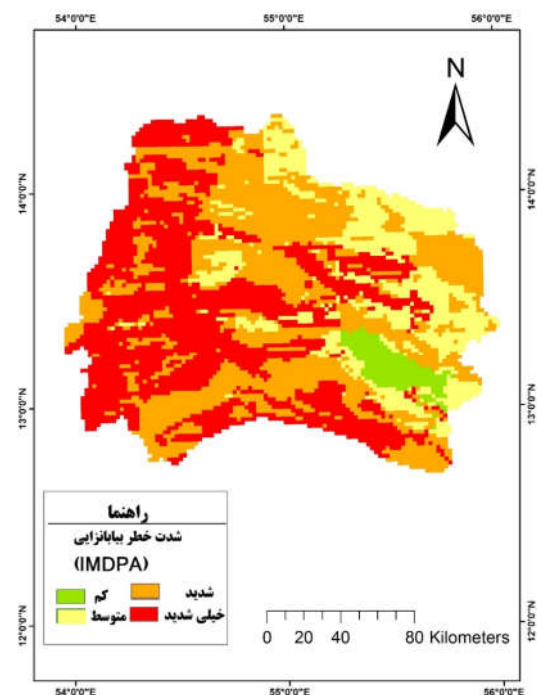 54°0'0"E 55°0'0"E 56°0'0"E
N
14°0'0"N 14°0'0"N
13°0'0"N 13°0'0"N
راهنما
شدت خطر بیابانزایی
(IMDPA)
کم شدید
متوسط خیلی شدید
0 20 40 80 Kilometers
12°0'0"N 12°0'0"N
54°0'0"E 55°0'0"E 56°0'0"E